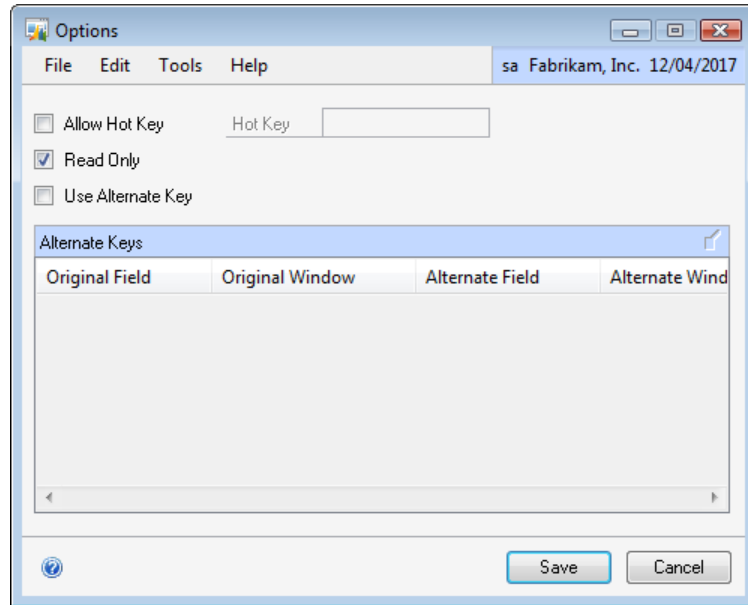 Options
File Edit Tools Help sa Fabrikam, Inc. 12/04/2017
Allow Hot Key Hot Key
Read Only
Use Alternate Key
Alternate Keys
Original Field Original Window Alternate Field Alternate Wind
Save Cancel